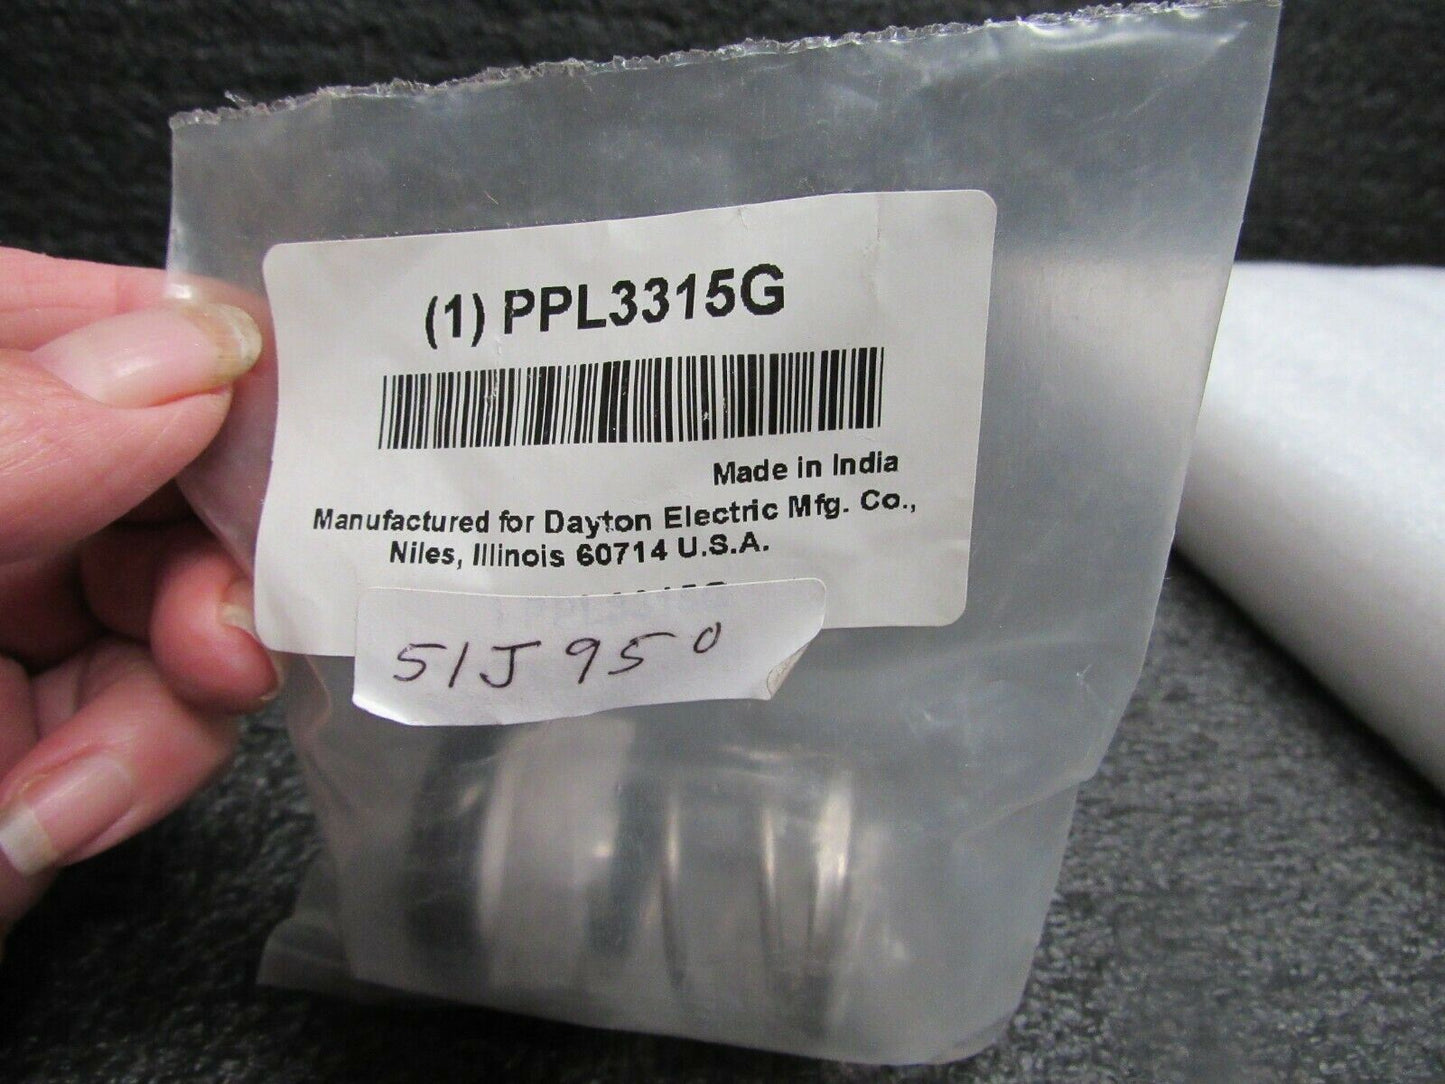 (1) PPL3315G
Made in India
Manufactured for Dayton Electric Mfg. Co.,
Niles, Illinois 60714 U.S.A.
51J950